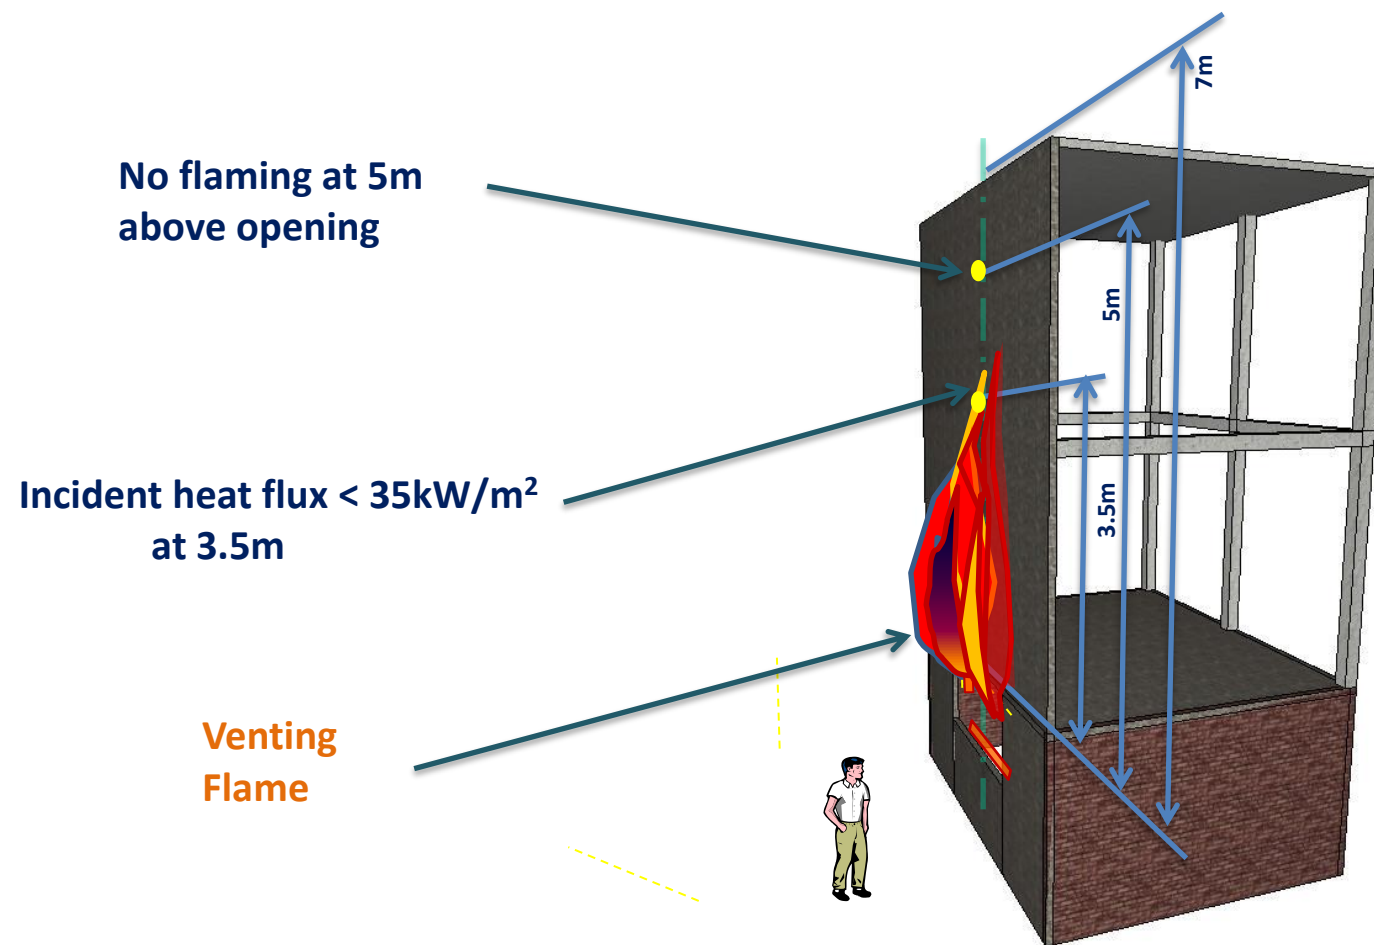 7m
No flaming at 5m
above opening
5m
Incident heat flux < 35kW/m²
at 3.5m
3.5m
Venting
Flame